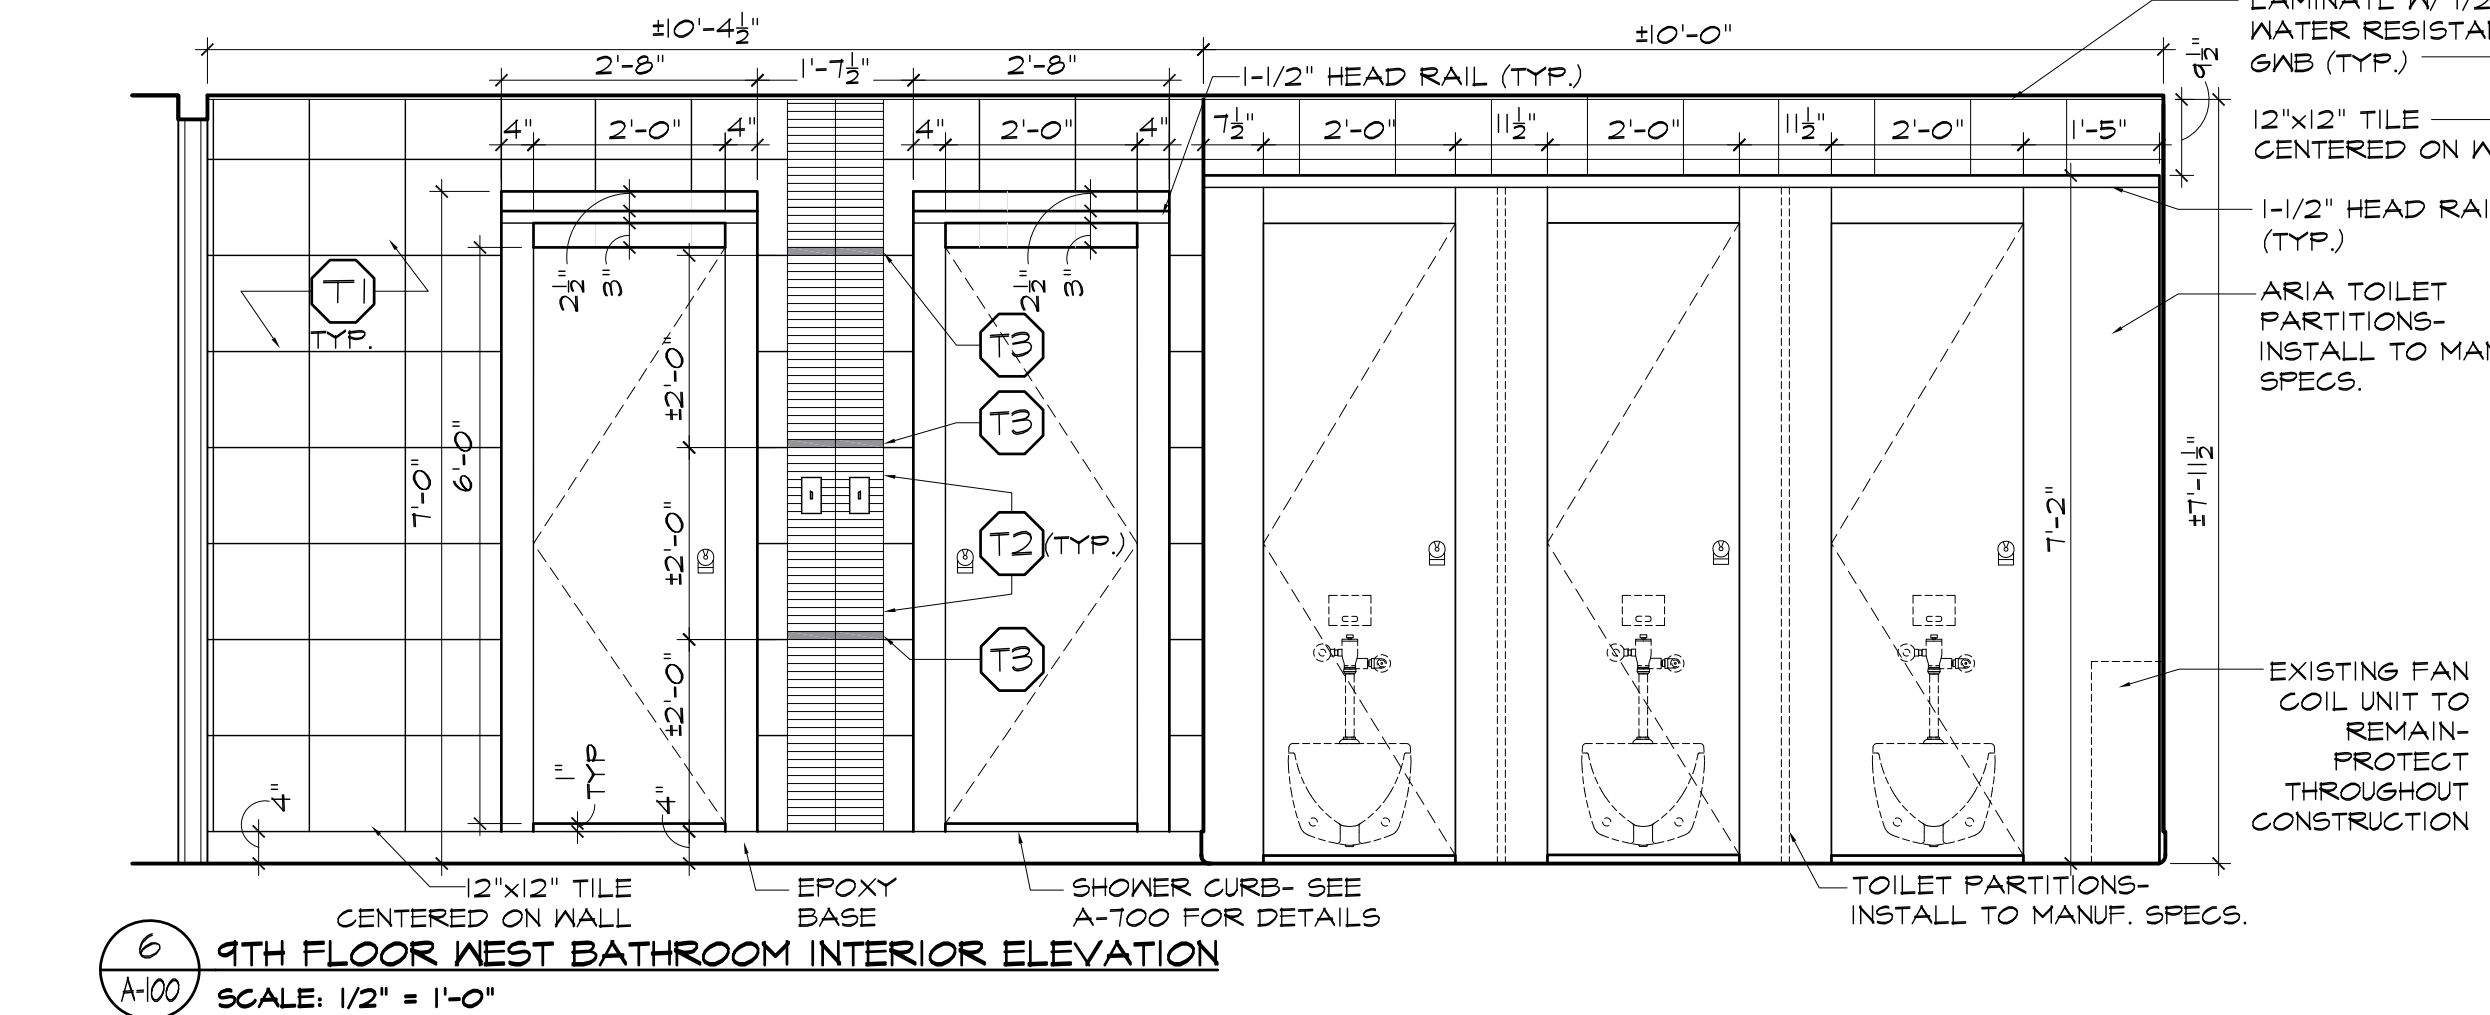 ±10'-4½"
±10'-0"
2'-8"
1'-7½"
2'-8"
1-1/2" HEAD RAIL (TYP.)
9½"
WATER RESISTA
GWB (TYP.)
4"
2'-0"
4"
4"
2'-0"
4"
7½"
2'-0"
11½"
2'-0"
11½"
2'-0"
1'-5"
12"x12" TILE
CENTERED ON W
1-1/2" HEAD RAI
(TYP.)
T1
TYP.
2½"
3"
2½"
3"
ARIA TOILET
PARTITIONS-
INSTALL TO MAN
SPECS.
T3
T3
T2 (TYP.)
T3
±2'-0"
±2'-0"
±2'-0"
7'-0"
6'-0"
7'-2"
±7'-11½"
4"
1"
TYP
4"
EXISTING FAN
COIL UNIT TO
REMAIN-
PROTECT
THROUGHOUT
CONSTRUCTION
12"x12" TILE
CENTERED ON WALL
EPOXY
BASE
SHOWER CURB- SEE
A-700 FOR DETAILS
TOILET PARTITIONS-
INSTALL TO MANUF. SPECS.
6
A-100
9TH FLOOR WEST BATHROOM INTERIOR ELEVATION
SCALE: 1/2" = 1'-0"